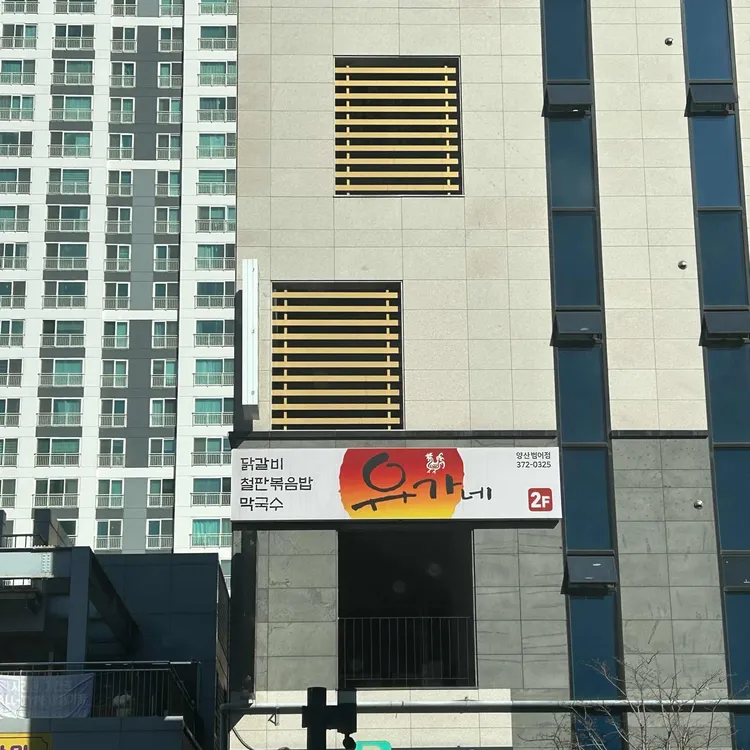 닭갈비
철판볶음밥
막국수
유가네
양산범어점
372-0325
2F